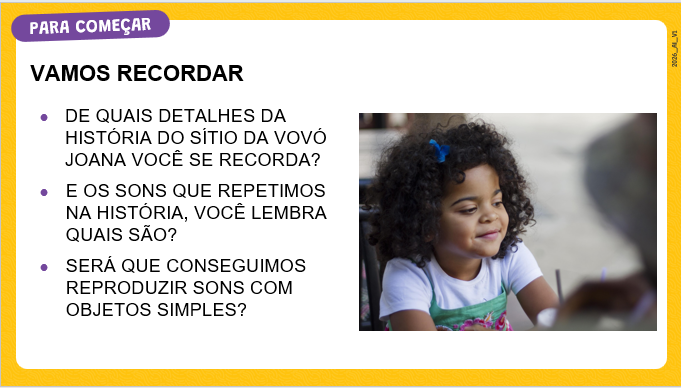 PARA COMEÇAR
2026_AI_V1
VAMOS RECORDAR
• DE QUAIS DETALHES DA
HISTÓRIA DO SÍTIO DA VOVÓ
JOANA VOCÊ SE RECORDA?
• E OS SONS QUE REPETIMOS
NA HISTÓRIA, VOCÊ LEMBRA
QUAIS SÃO?
• SERÁ QUE CONSEGUIMOS
REPRODUZIR SONS COM
OBJETOS SIMPLES?